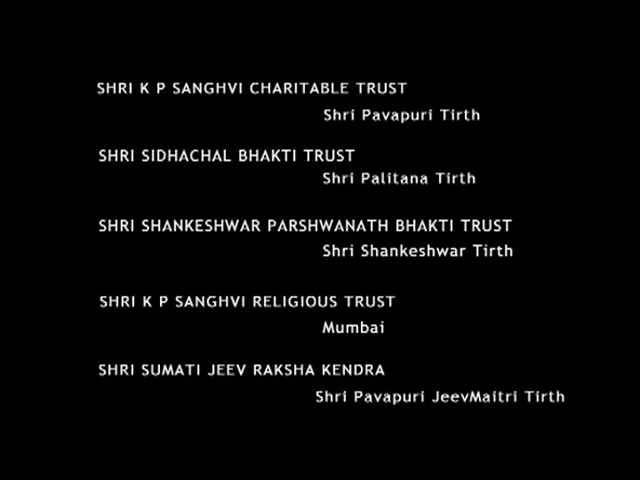 SHRI K P SANGHVI CHARITABLE TRUST
Shri Pavapuri Tirth
SHRI SIDHACHAL BHAKTI TRUST
Shri Palitana Tirth
SHRI SHANKESHWAR PARSHWANATH BHAKTI TRUST
Shri Shankeshwar Tirth
SHRI K P SANGHVI RELIGIOUS TRUST
Mumbai
SHRI SUMATI JEEV RAKSHA KENDRA
Shri Pavapuri JeevMaitri Tirth